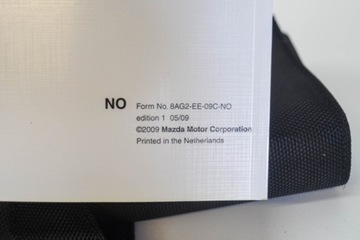 NO Form No. 8AG2-EE-09C-NO
edition 1 05/09
©2009 Mazda Motor Corporation
Printed in the Netherlands